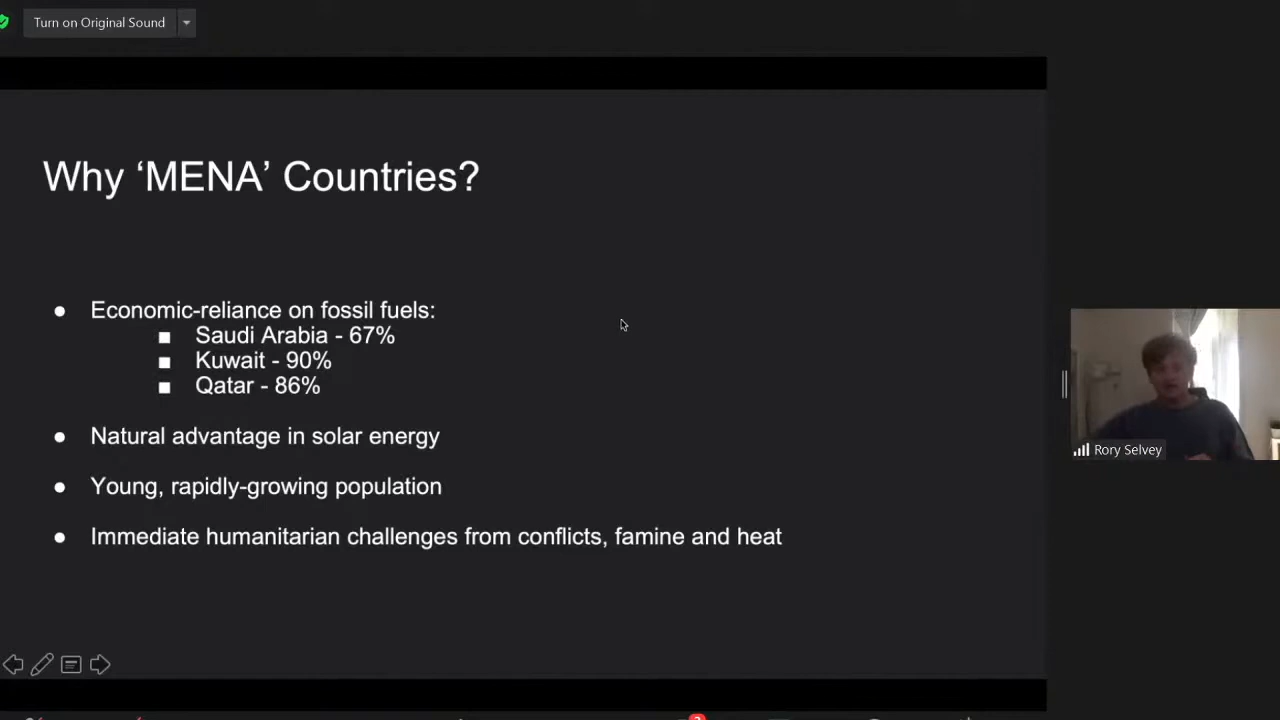 Turn on Original Sound
Why ‘MENA’ Countries?
● Economic-reliance on fossil fuels:
■ Saudi Arabia - 67%
■ Kuwait - 90%
■ Qatar - 86%
● Natural advantage in solar energy
● Young, rapidly-growing population
● Immediate humanitarian challenges from conflicts, famine and heat
Rory Selvey